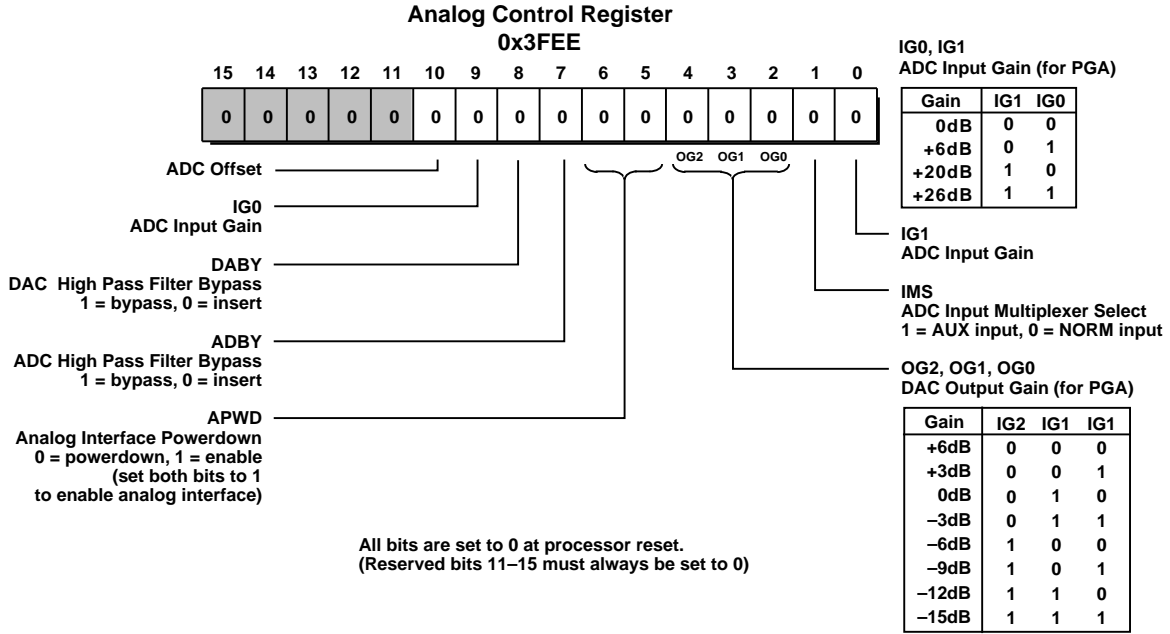 Analog Control Register
0x3FEE
15 14 13 12 11 10 9 8 7 6 5 4 3 2 1 0
0 0 0 0 0 0 0 0 0 0 0 0 0 0 0 0
OG2 OG1 OG0
ADC Offset
IG0
ADC Input Gain
DABY
DAC High Pass Filter Bypass
1 = bypass, 0 = insert
ADBY
ADC High Pass Filter Bypass
1 = bypass, 0 = insert
APWD
Analog Interface Powerdown
0 = powerdown, 1 = enable
(set both bits to 1
to enable analog interface)
IG0, IG1
ADC Input Gain (for PGA)
Gain IG1 IG0
0dB 0 0
+6dB 0 1
+20dB 1 0
+26dB 1 1
IG1
ADC Input Gain
IMS
ADC Input Multiplexer Select
1 = AUX input, 0 = NORM input
OG2, OG1, OG0
DAC Output Gain (for PGA)
Gain IG2 IG1 IG1
+6dB 0 0 0
+3dB 0 0 1
0dB 0 1 0
–3dB 0 1 1
–6dB 1 0 0
–9dB 1 0 1
–12dB 1 1 0
–15dB 1 1 1
All bits are set to 0 at processor reset.
(Reserved bits 11–15 must always be set to 0)